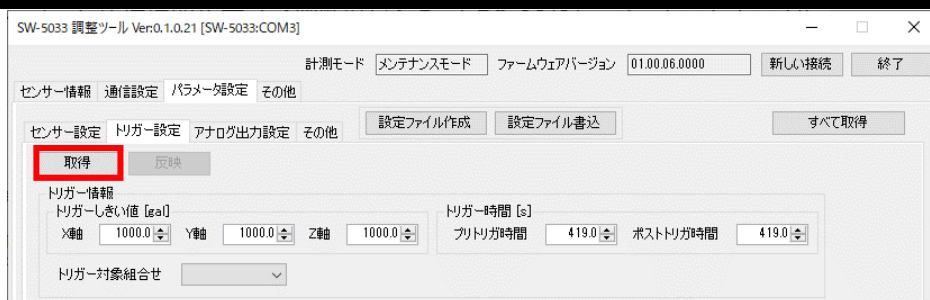 SW-5033 調整ツール Ver:0.1.0.21 [SW-5033:COM3]
計測モード メンテナンスモード ファームウェアバージョン 01.00.06.0000 新しい接続 終了
センサー情報 通信設定 パラメータ設定 その他
センサー設定 トリガー設定 アナログ出力設定 その他 設定ファイル作成 設定ファイル書込 すべて取得
取得 反映
トリガー情報
トリガーしきい値 [gal] トリガー時間 [s]
X軸 1000.0 Y軸 1000.0 Z軸 1000.0 プリトリガ時間 419.0 ポストトリガ時間 419.0
トリガー対象組合せ